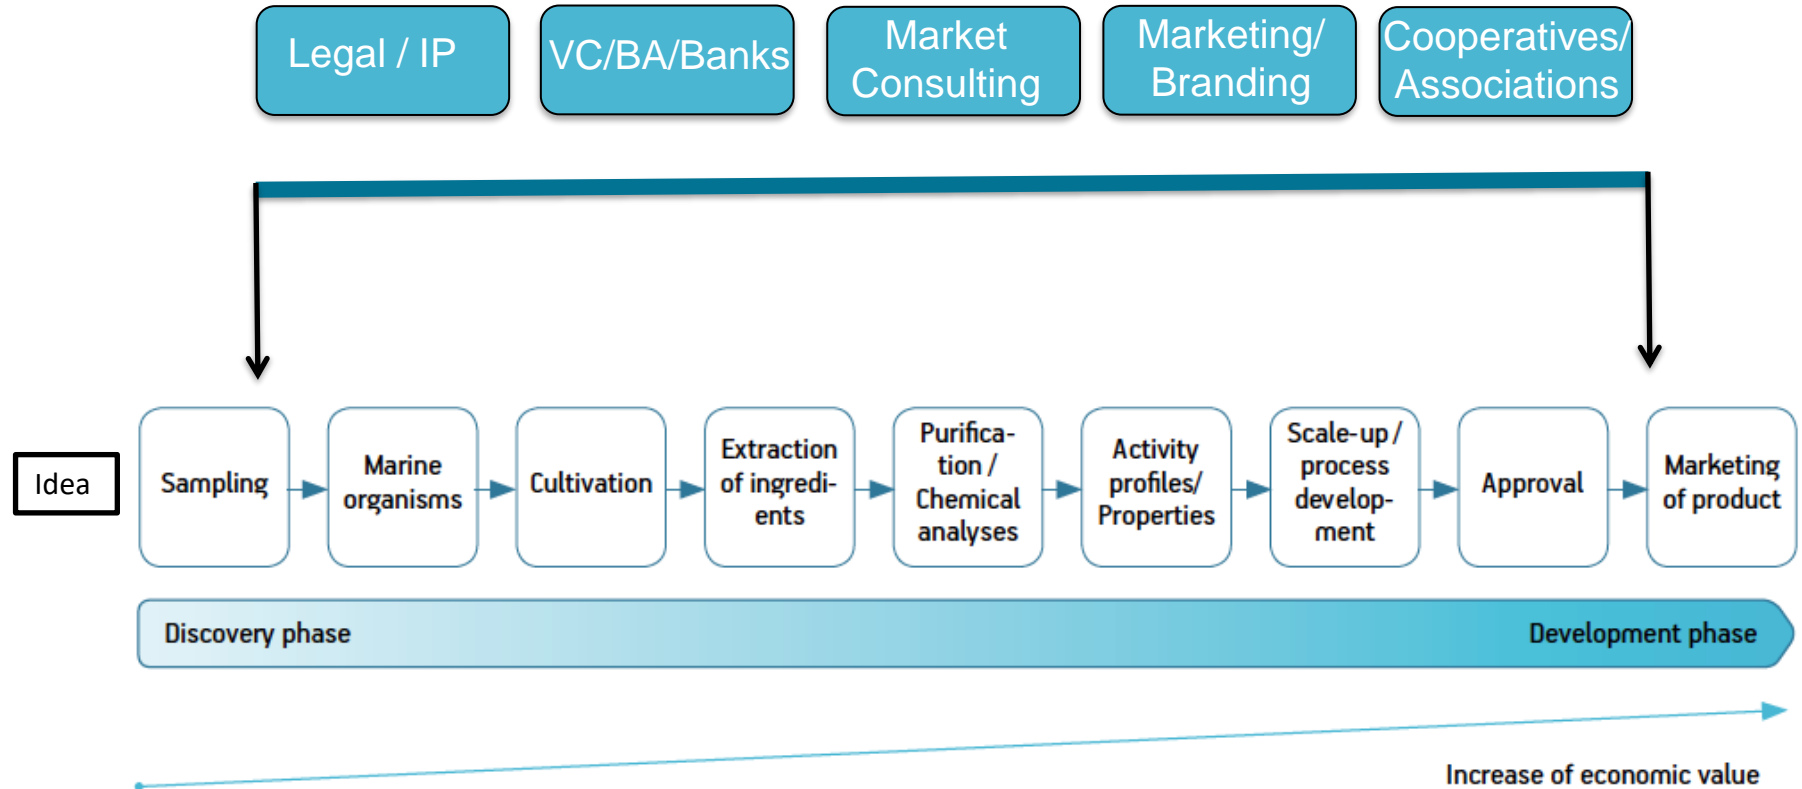 Legal / IP
VC/BA/Banks
Market
Consulting
Marketing/
Branding
Cooperatives/
Associations
Idea
Sampling
Marine
organisms
Cultivation
Extraction
of ingredi-
ents
Purifica-
tion /
Chemical
analyses
Activity
profiles/
Properties
Scale-up /
process
develop-
ment
Approval
Marketing
of product
Discovery phase
Development phase
Increase of economic value